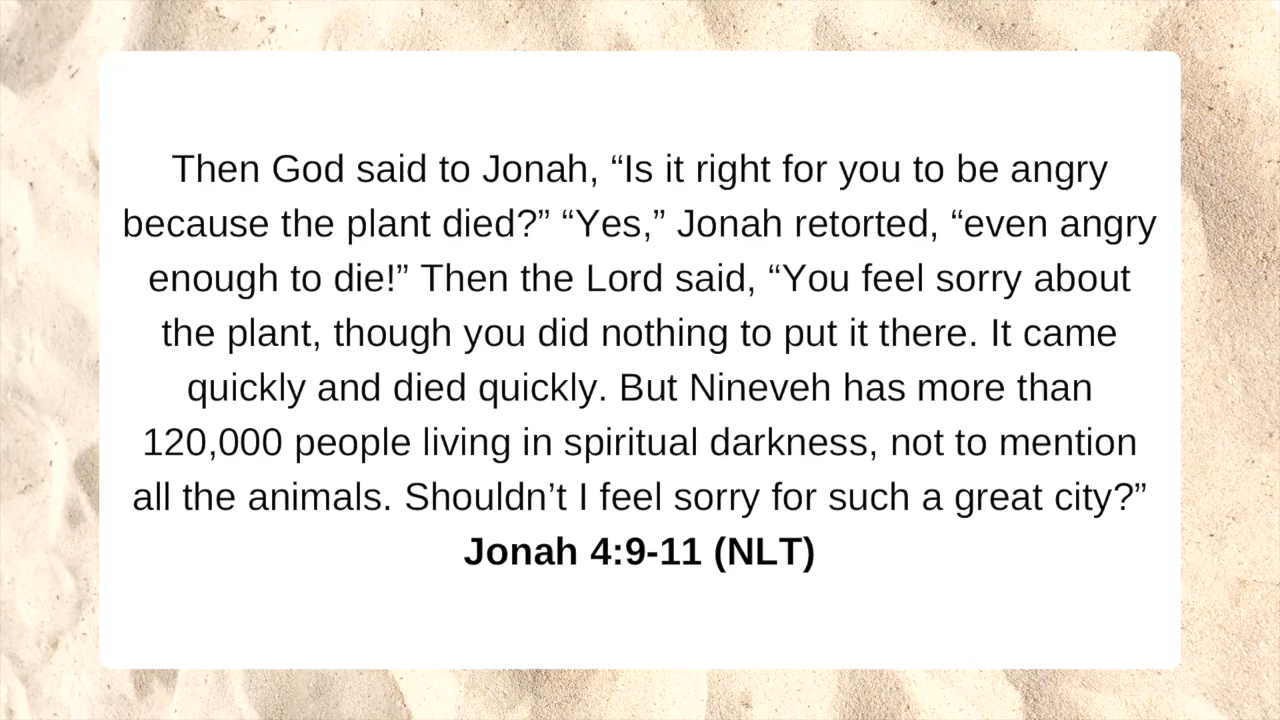 Then God said to Jonah, “Is it right for you to be angry
because the plant died?” “Yes,” Jonah retorted, “even angry
enough to die!” Then the Lord said, “You feel sorry about
the plant, though you did nothing to put it there. It came
quickly and died quickly. But Nineveh has more than
120,000 people living in spiritual darkness, not to mention
all the animals. Shouldn’t I feel sorry for such a great city?”
Jonah 4:9-11 (NLT)